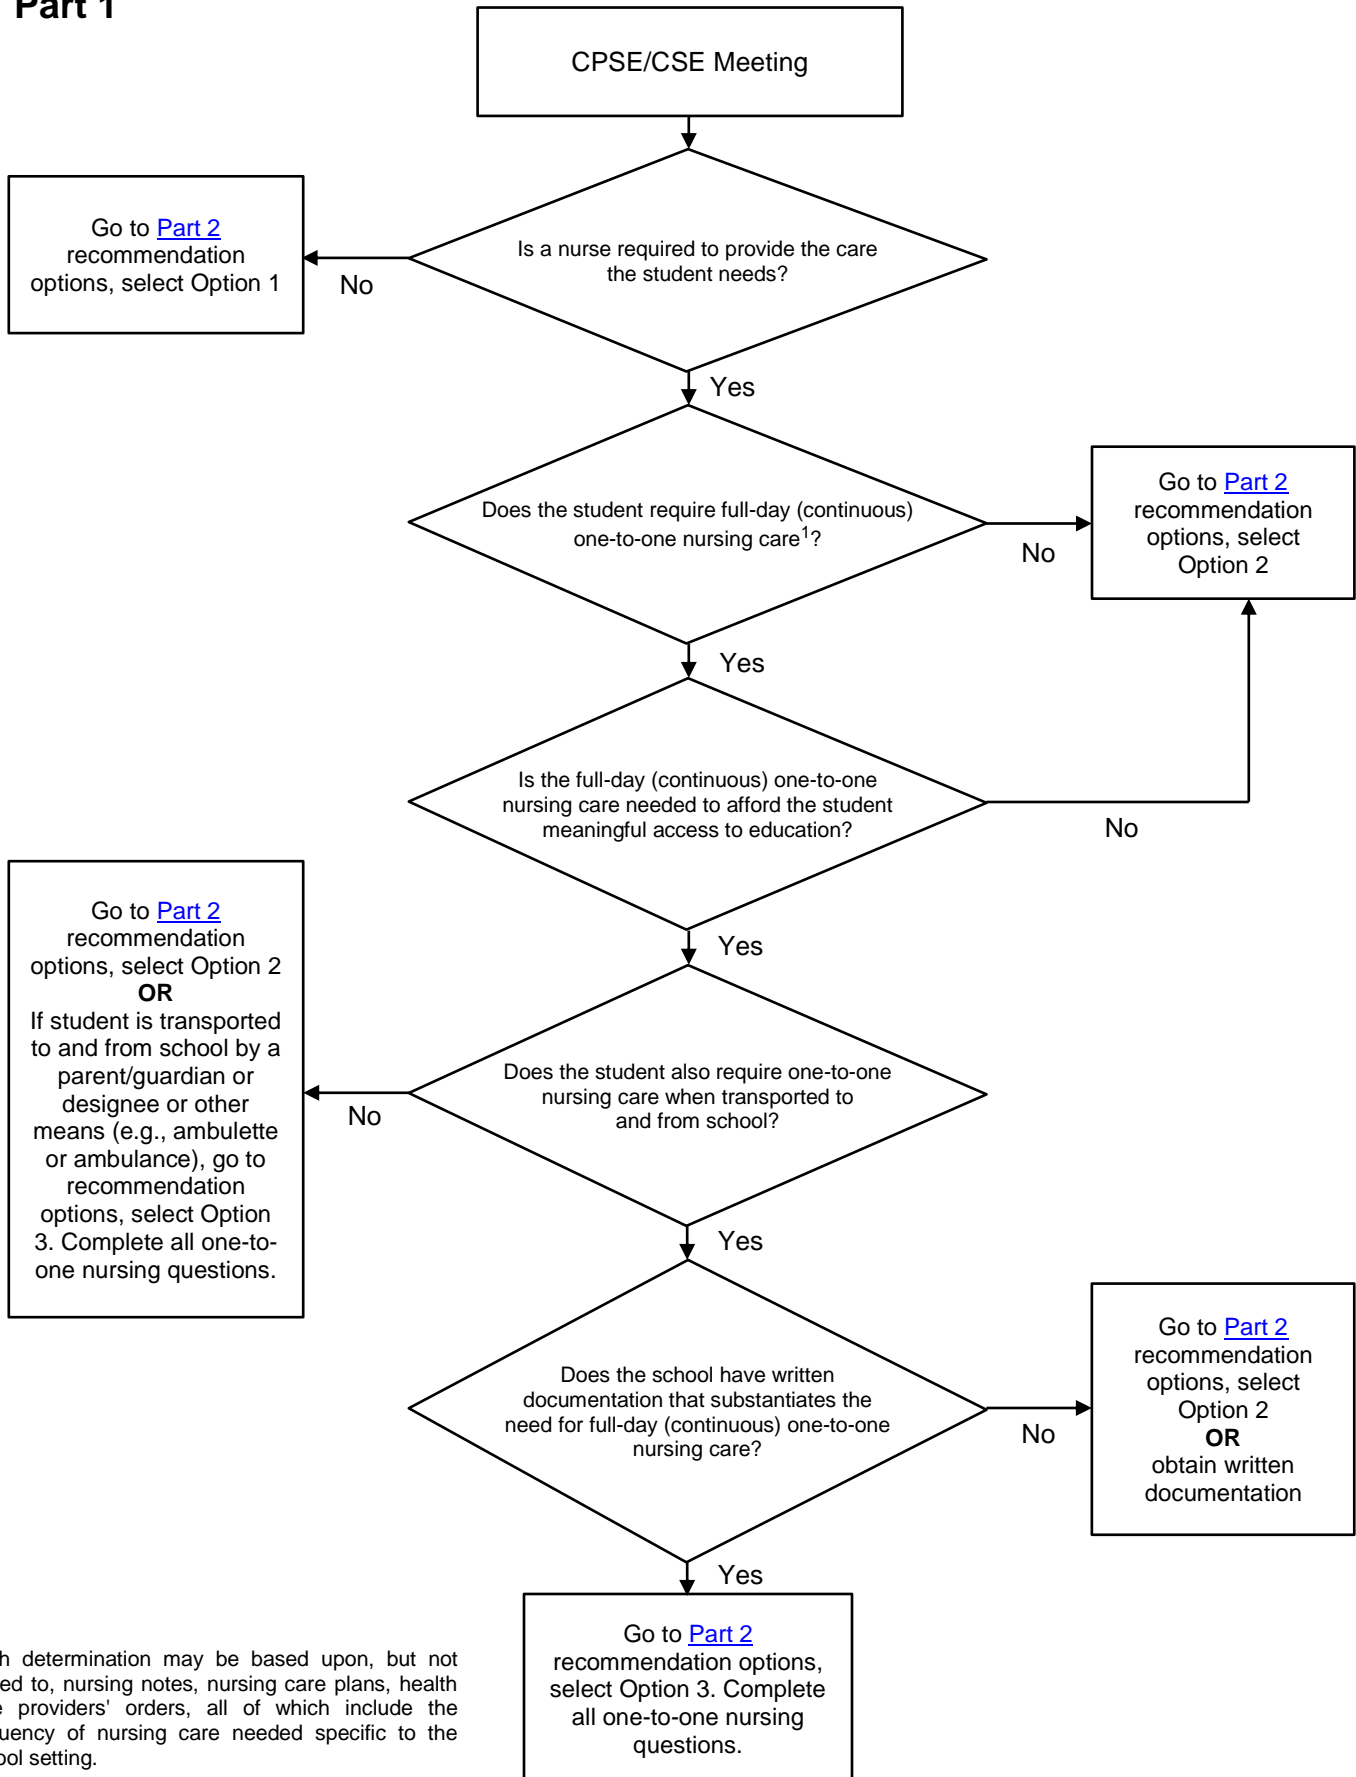 Part 1
CPSE/CSE Meeting
Is a nurse required to provide the care
the student needs?
No
Go to Part 2
recommendation
options, select Option 1
Yes
Does the student require full-day (continuous)
one-to-one nursing care1?
No
Go to Part 2
recommendation
options, select
Option 2
Yes
Is the full-day (continuous) one-to-one
nursing care needed to afford the student
meaningful access to education?
No
Yes
Does the student also require one-to-one
nursing care when transported to
and from school?
No
Go to Part 2
recommendation
options, select Option 2
OR
If student is transported
to and from school by a
parent/guardian or
designee or other
means (e.g., ambulette
or ambulance), go to
recommendation
options, select Option
3. Complete all one-to-
one nursing questions.
Yes
Does the school have written
documentation that substantiates the
need for full-day (continuous) one-to-one
nursing care?
No
Go to Part 2
recommendation
options, select
Option 2
OR
obtain written
documentation
Yes
Go to Part 2
recommendation options,
select Option 3. Complete
all one-to-one nursing
questions.
determination may be based upon, but not
to, nursing notes, nursing care plans, health
providers' orders, all of which include the
of nursing care needed specific to the
setting.